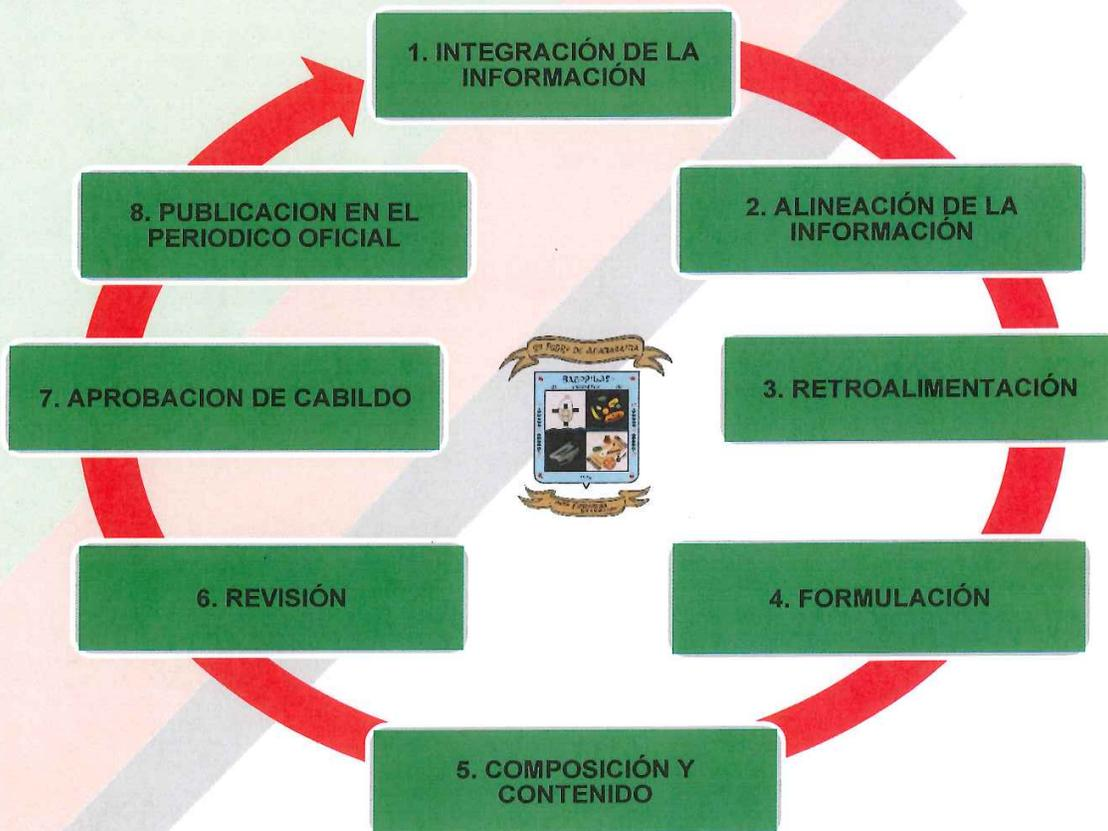 1. INTEGRACIÓN DE LA
INFORMACIÓN
2. ALINEACIÓN DE LA
INFORMACIÓN
3. RETROALIMENTACIÓN
4. FORMULACIÓN
5. COMPOSICIÓN Y
CONTENIDO
6. REVISIÓN
7. APROBACION DE CABILDO
8. PUBLICACION EN EL
PERIODICO OFICIAL
BATOPILAS